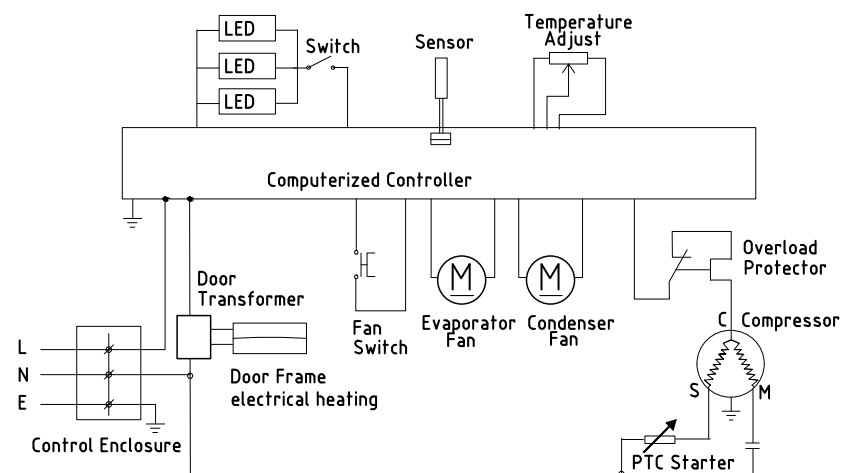 LED
LED
LED
Switch
Sensor
Temperature
Adjust
Computerized Controller
Door
Transformer
Overload
Protector
M
M
Evaporator
Fan
Condenser
Fan
Fan
Switch
C Compressor
S
M
L
N
E
Door Frame
electrical heating
Control Enclosure
PTC Starter